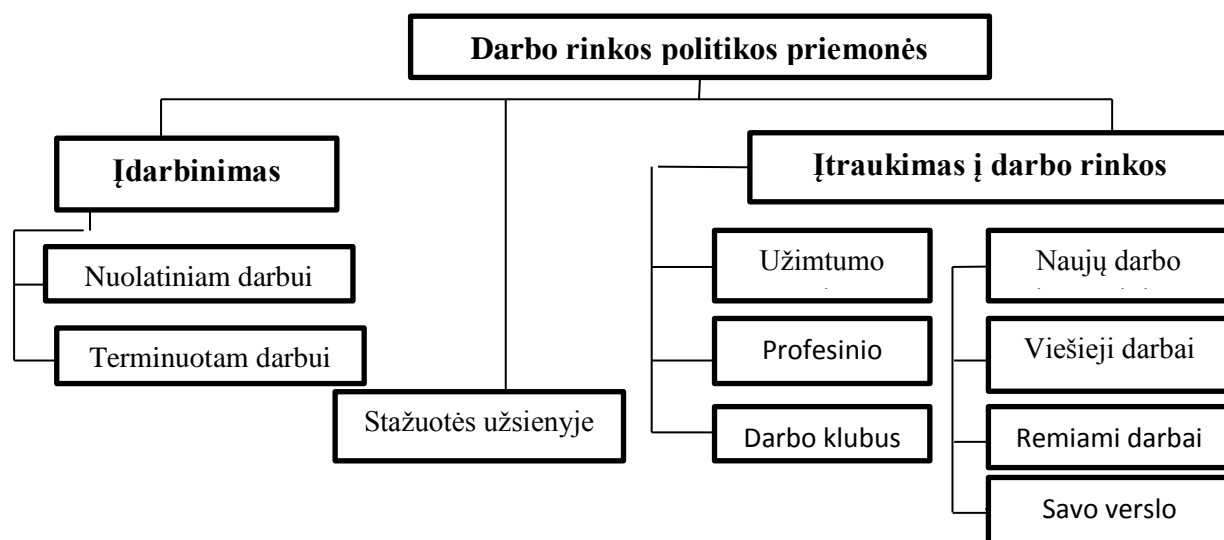 Darbo rinkos politikos priemonės
Įdarbinimas
Nuolatiniam darbui
Terminuotam darbui
Stažuotės užsienyje
Įtraukimas į darbo rinkos
Užimtumo
Profesinio
Darbo klubus
Naujų darbo
Viešieji darbai
Remiami darbai
Savo verslo